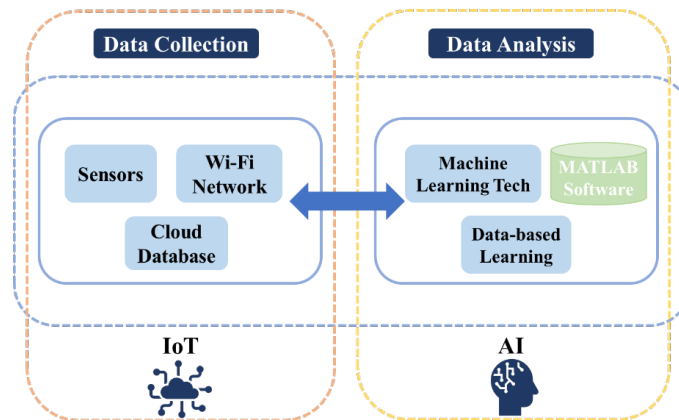 Data Collection
Data Analysis
Sensors
Wi-Fi
Network
Cloud
Database
Machine
Learning Tech
MATLAB
Software
Data-based
Learning
IoT
AI